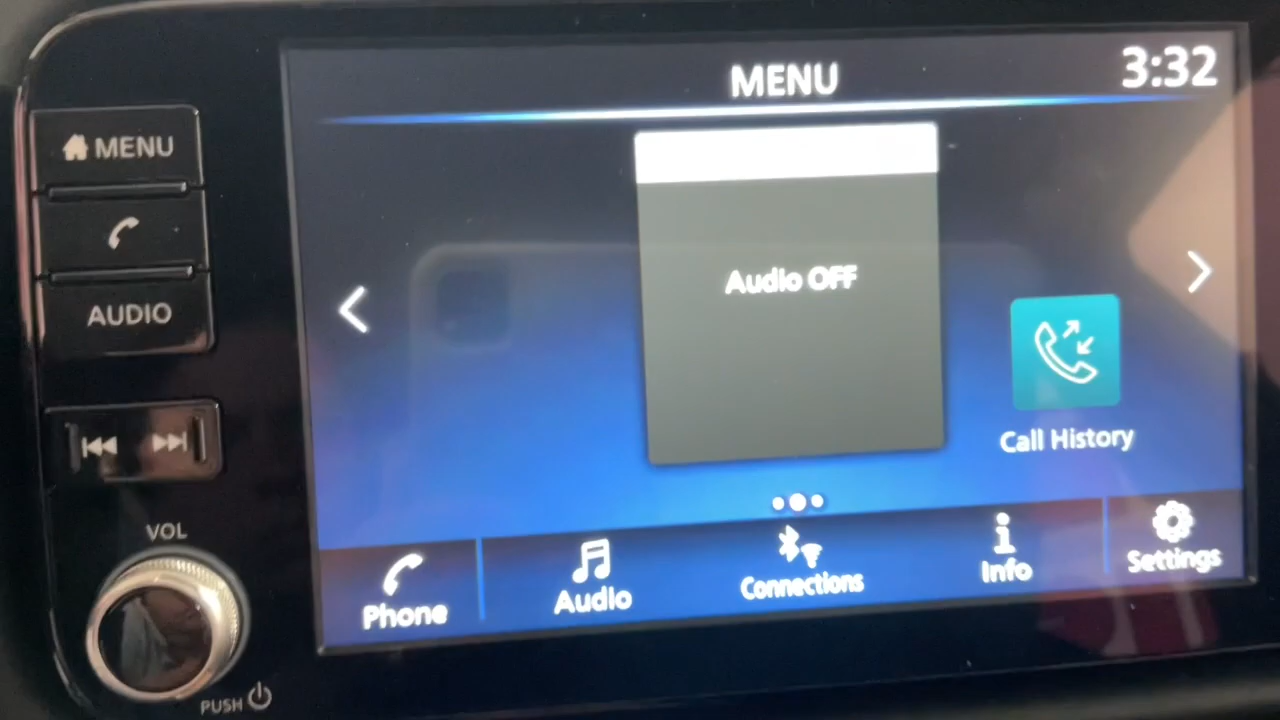 MENU
3:32
MENU
AUDIO
VOL
PUSH
Audio OFF
Call History
Phone
Audio
Connections
Info
Settings